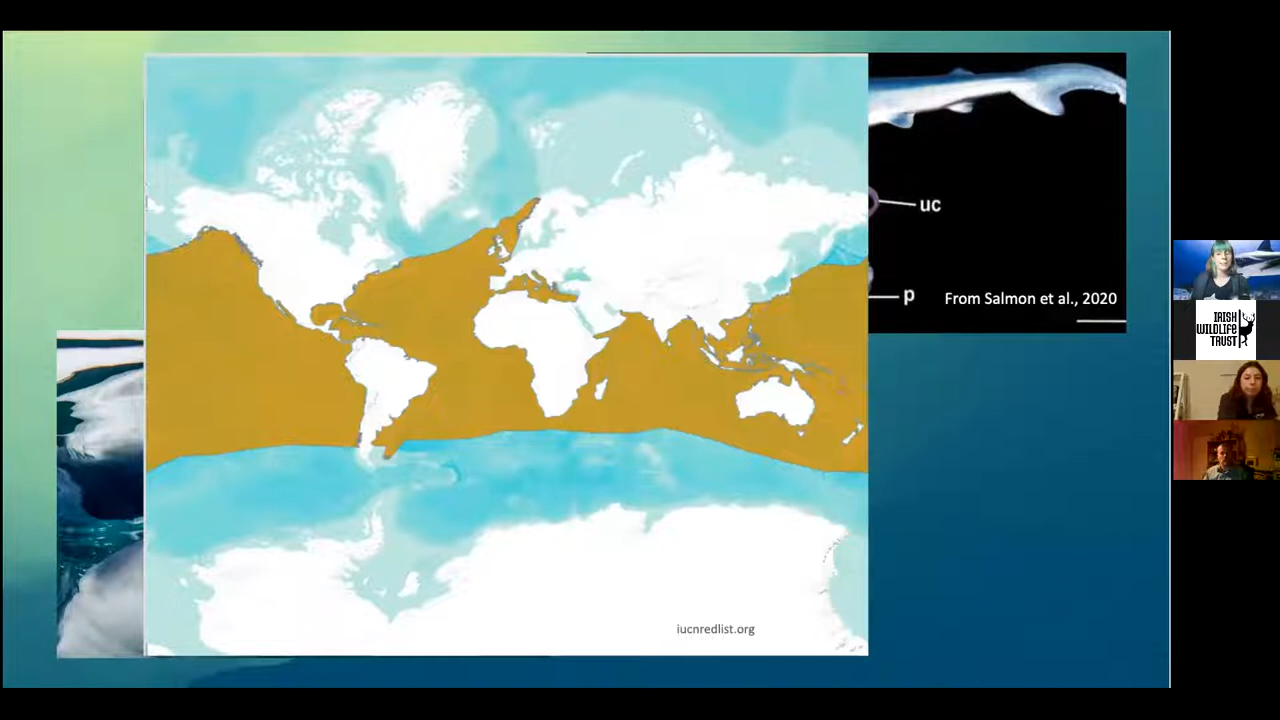 uc
p
From Salmon et al., 2020
IRISH
WILDLIFE
TRUST
iucnredlist.org